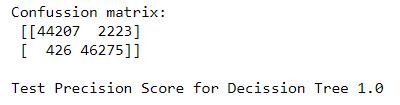 Confussion matrix:
[[44207  2223]
[  426 46275]]
Test Precision Score for Decission Tree 1.0